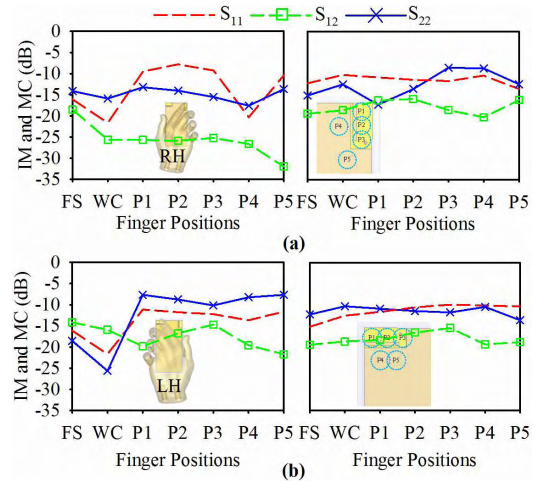 S11 S12 S22
IM and MC (dB)
0
-5
-10
-15
-20
-25
-30
-35
RH
P1
P2
P3
P4
P5
FS WC P1 P2 P3 P4 P5 FS WC P1 P2 P3 P4 P5
Finger Positions Finger Positions
(a)
IM and MC (dB)
0
-5
-10
-15
-20
-25
-30
-35
LH
P1 P2 P3
P4 P5
FS WC P1 P2 P3 P4 P5 FS WC P1 P2 P3 P4 P5
Finger Positions Finger Positions
(b)